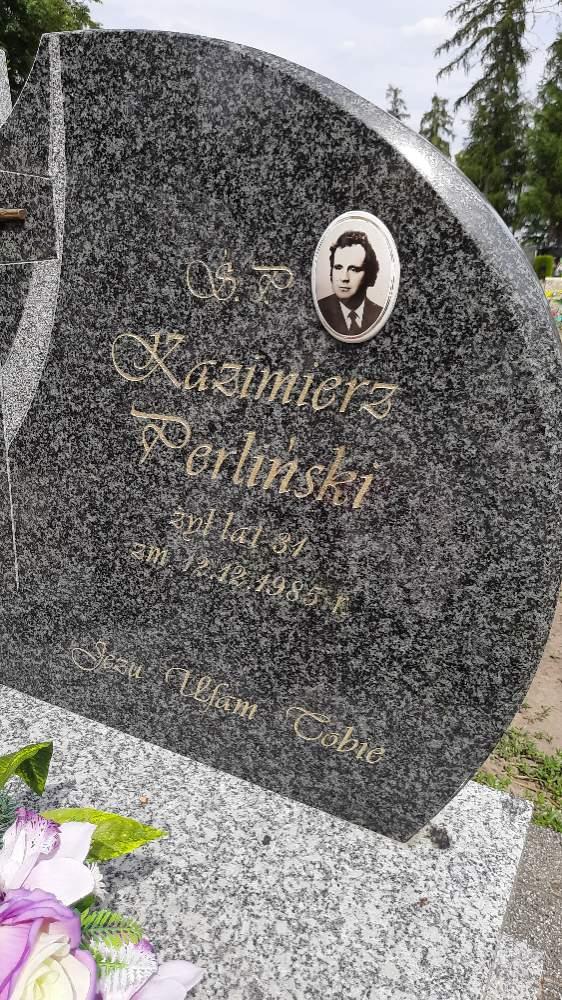 Ś.P
Kazimierz
Perliński
żył lat 31
zm 12.12.1985 r.
Jezu Ufam Tobie